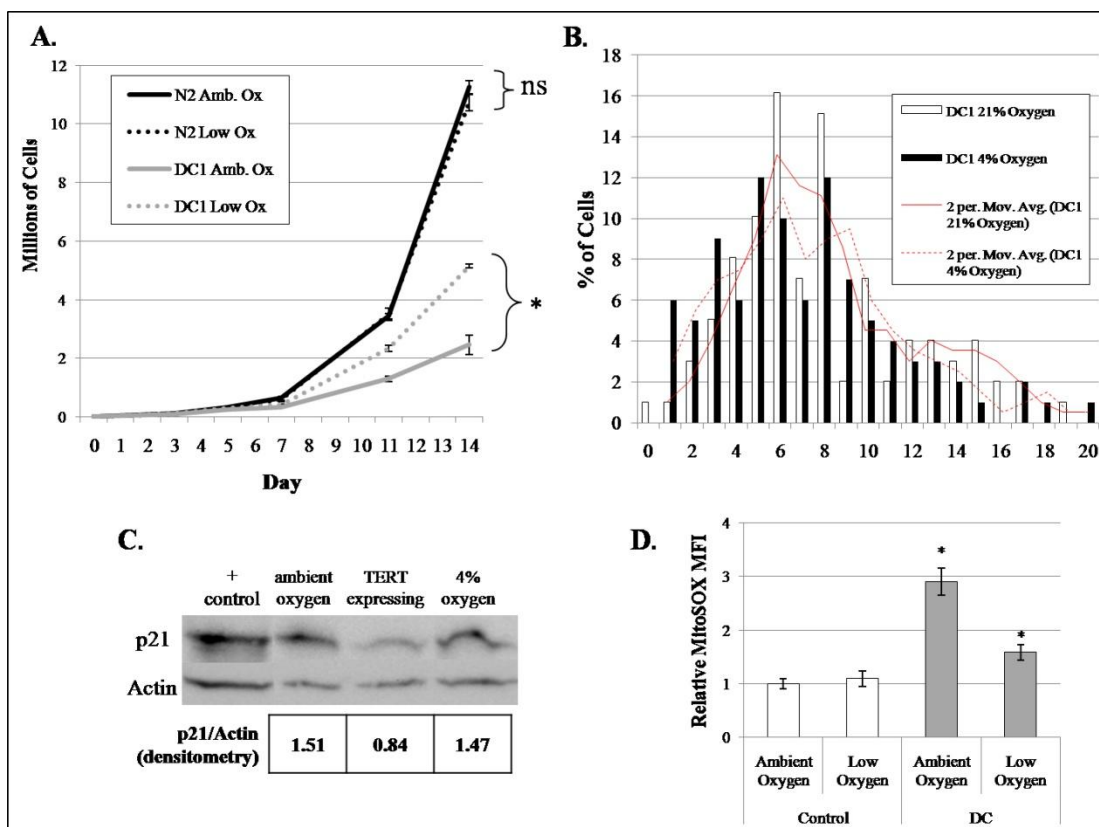 A.
Millions of Cells
12
10
8
6
4
2
0
N2 Amb. Ox
N2 Low Ox
DC1 Amb. Ox
DC1 Low Ox
ns
*
0 1 2 3 4 5 6 7 8 9 10 11 12 13 14
Day
B.
% of Cells
18
16
14
12
10
8
6
4
2
0
DC1 21% Oxygen
DC1 4% Oxygen
2 per. Mov. Avg. (DC1
21% Oxygen)
2 per. Mov. Avg. (DC1
4% Oxygen)
0 2 4 6 8 10 12 14 16 18 20
C.
+
control
ambient
oxygen
TERT
expressing
4%
oxygen
p21
Actin
p21/Actin
(densitometry)
1.51 0.84 1.47
D.
Relative MitoSOX MFI
4
3
2
1
0
*
*
Ambient
Oxygen
Low
Oxygen
Ambient
Oxygen
Low
Oxygen
Control
DC